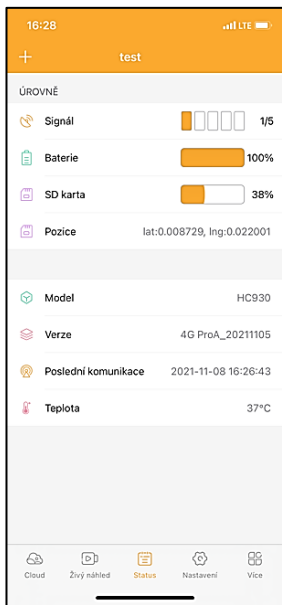 16:28 LTE
test
ÚROVNĚ
Signál 1/5
Baterie 100%
SD karta 38%
Pozice lat:0.008729, lng:0.022001
Model HC930
Verze 4G ProA_20211105
Poslední komunikace 2021-11-08 16:26:43
Teplota 37°C
Cloud Živý náhled Status Nastavení Více